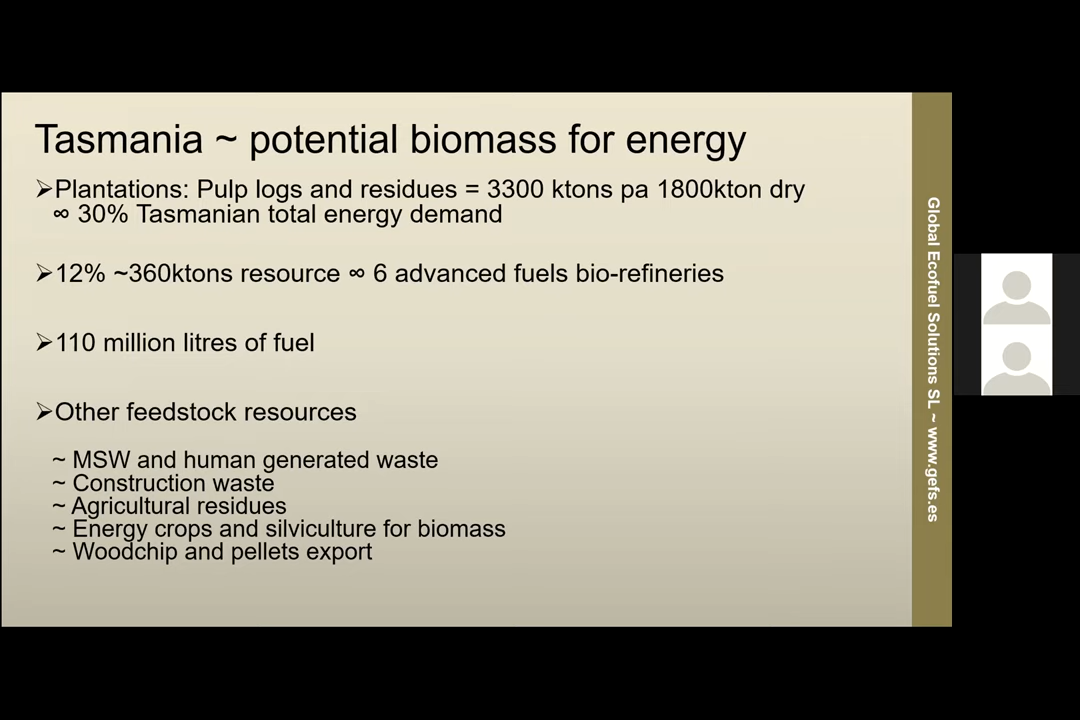 Tasmania ~ potential biomass for energy
➢Plantations: Pulp logs and residues = 3300 ktons pa 1800kton dry
∞ 30% Tasmanian total energy demand
➢12% ~360ktons resource ∞ 6 advanced fuels bio-refineries
➢110 million litres of fuel
➢Other feedstock resources
~ MSW and human generated waste
~ Construction waste
~ Agricultural residues
~ Energy crops and silviculture for biomass
~ Woodchip and pellets export
Global Ecofuel Solutions SL ~ www.gefs.es